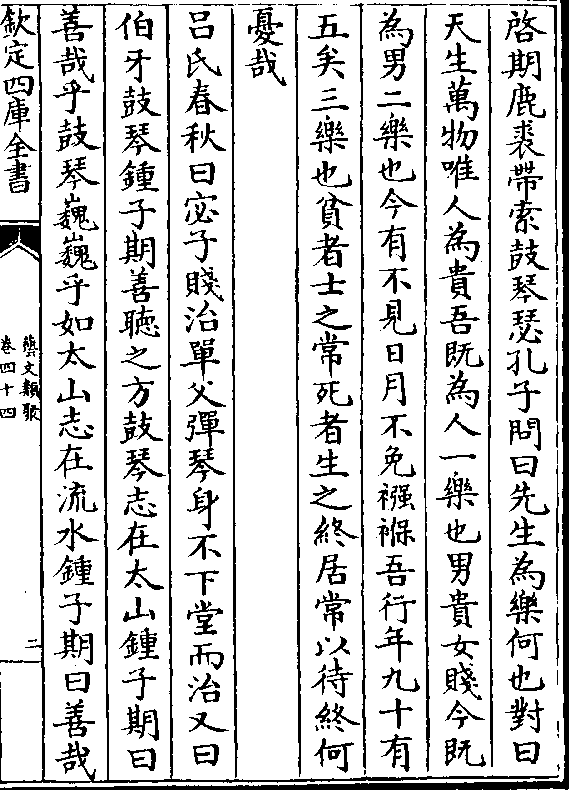 啓期鹿裘帶索鼓琴瑟孔子問曰先生為樂何也對曰
天生萬物唯人為貴吾既為人一樂也男貴女賤今既
為男二樂也今有不見日月不免襁褓吾行年九十有
五矣三樂也貧者士之常死者生之終居常以待終何
憂哉
吕氏春秋曰宓子賤治單父彈琴身不下堂而治又曰
伯牙鼓琴鍾子期善聽之方鼓琴志在太山鍾子期曰
善哉乎鼓琴巍巍乎如太山志在流水鍾子期曰善哉
欽定四庫全書
藝文類聚
卷四十四
二